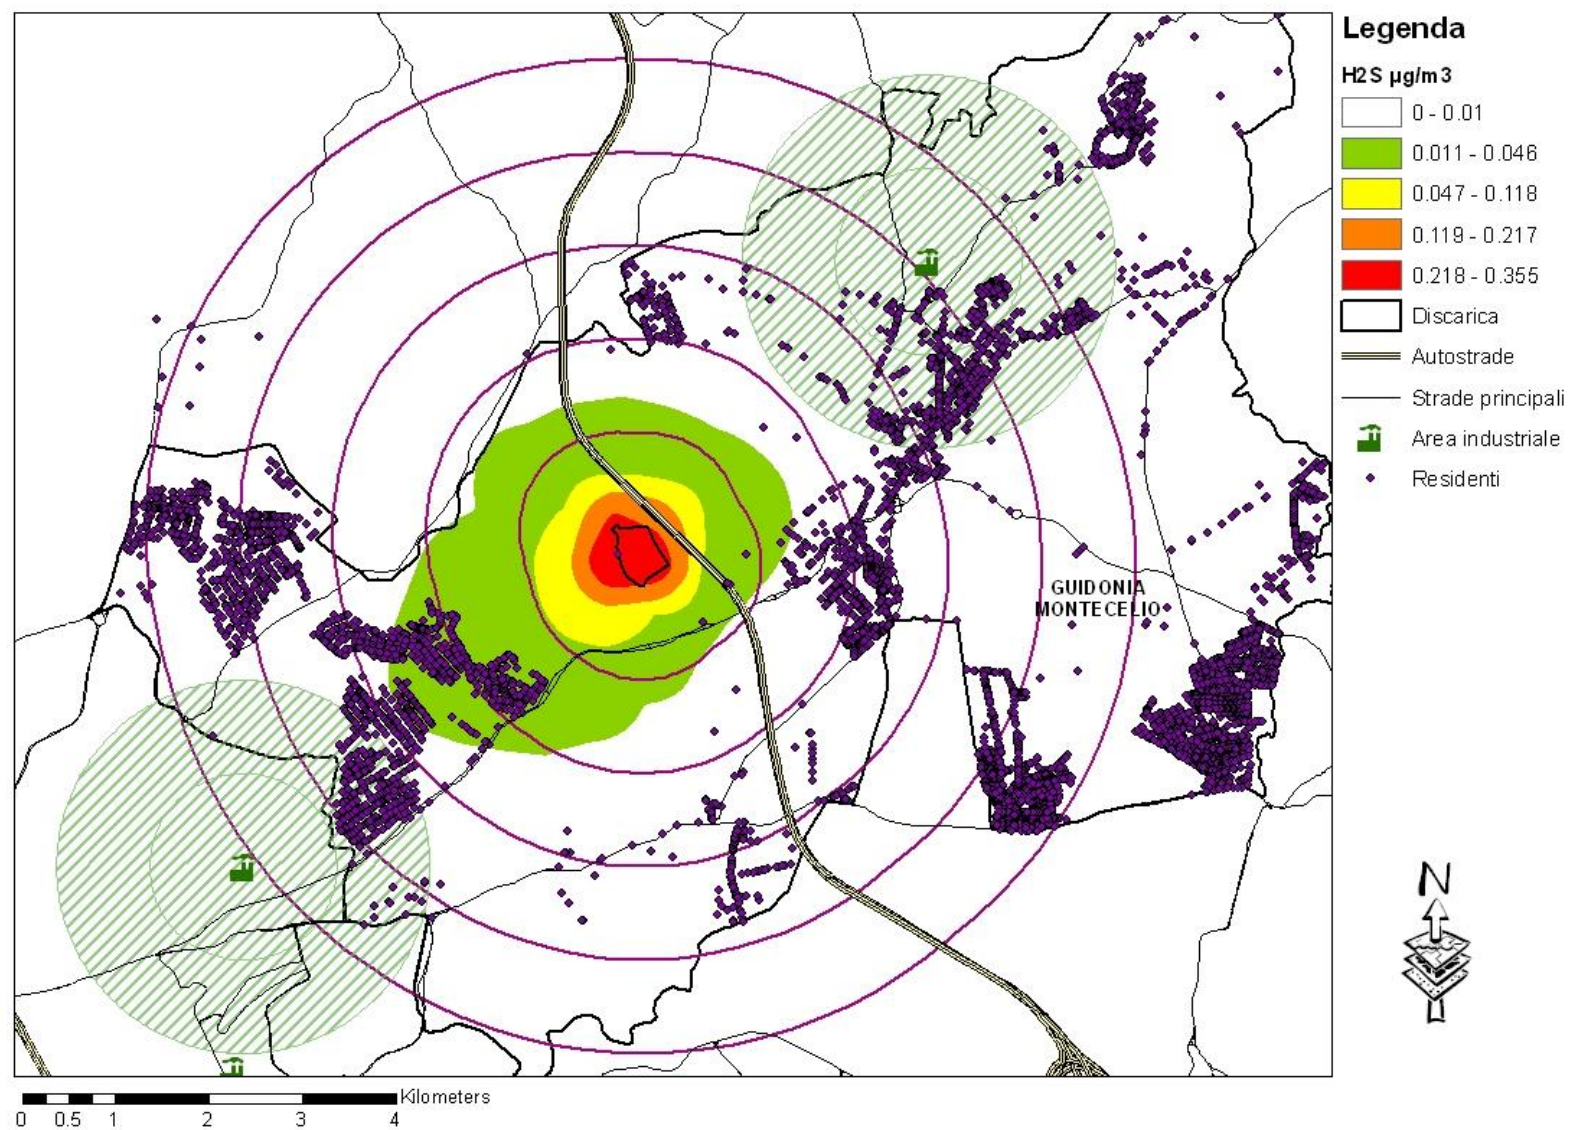 Legenda
H2S µg/m3
0 - 0.01
0.011 - 0.046
0.047 - 0.118
0.119 - 0.217
0.218 - 0.355
Discarica
Autostrade
Strade principali
Area industriale
Residenti
GUIDONIA
MONTECELIO
N
Kilometers
0 0.5 1 2 3 4